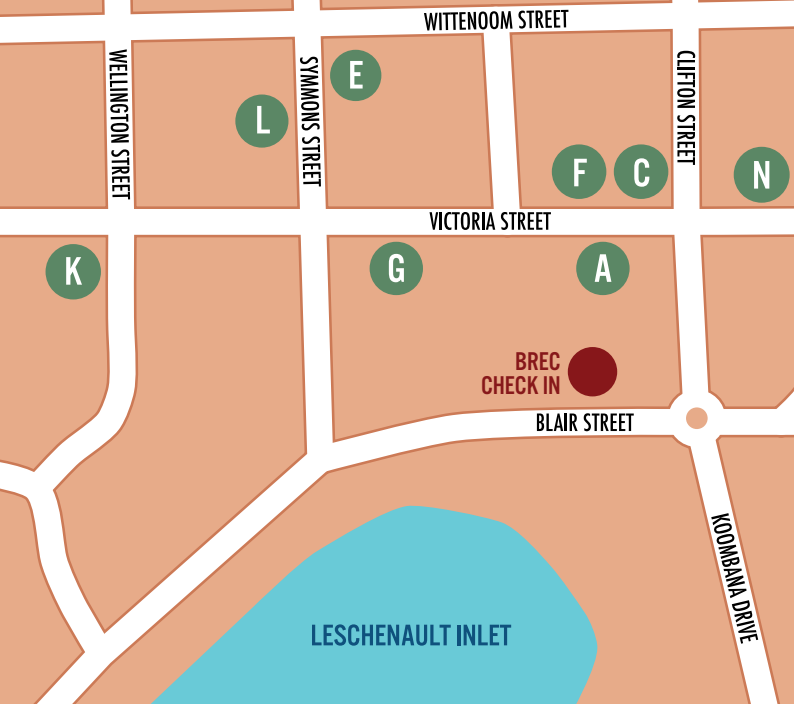 WITTENOOM STREET
WELLINGTON STREET
SYMMONS STREET
CLIFTON STREET
E
L
F
C
N
VICTORIA STREET
K
G
A
BREC
CHECK IN
BLAIR STREET
KOOMBANA DRIVE
LESCHENAULT INLET